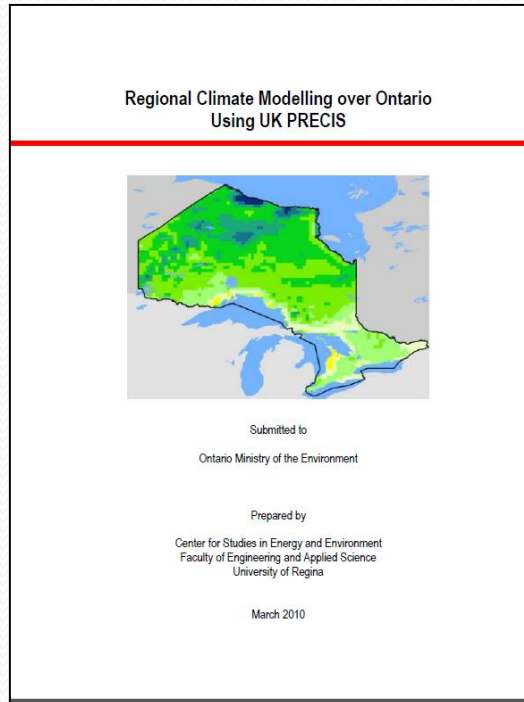 Regional Climate Modelling over Ontario
Using UK PRECIS
Submitted to
Ontario Ministry of the Environment
Prepared by
Center for Studies in Energy and Environment
Faculty of Engineering and Applied Science
University of Regina
March 2010